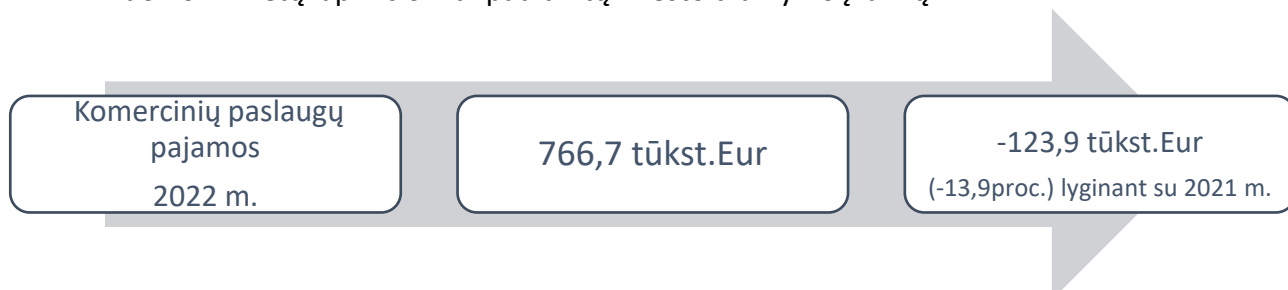 Komercinių paslaugų
pajamos
2022 m.
766,7 tūkst.Eur
-123,9 tūkst.Eur
(-13,9proc.) lyginant su 2021 m.